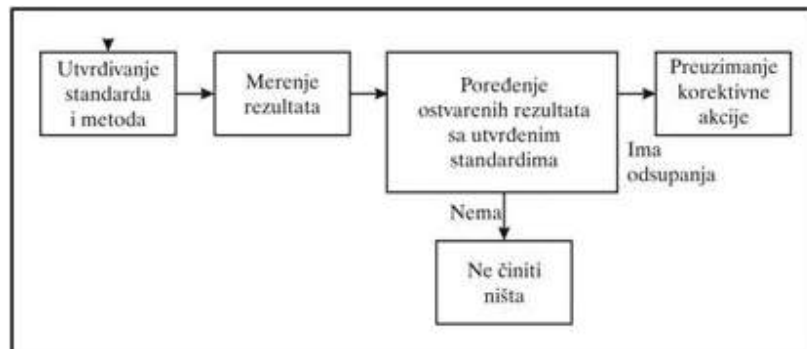 Utvrđivanje
standarda
i metoda
Merenje
rezultata
Poređenje
ostvarenih rezultata
sa utvrđenim
standardima
Preuzimanje
korektivne
akcije
Ima
odsupanja
Nema
Ne činiti
ništa